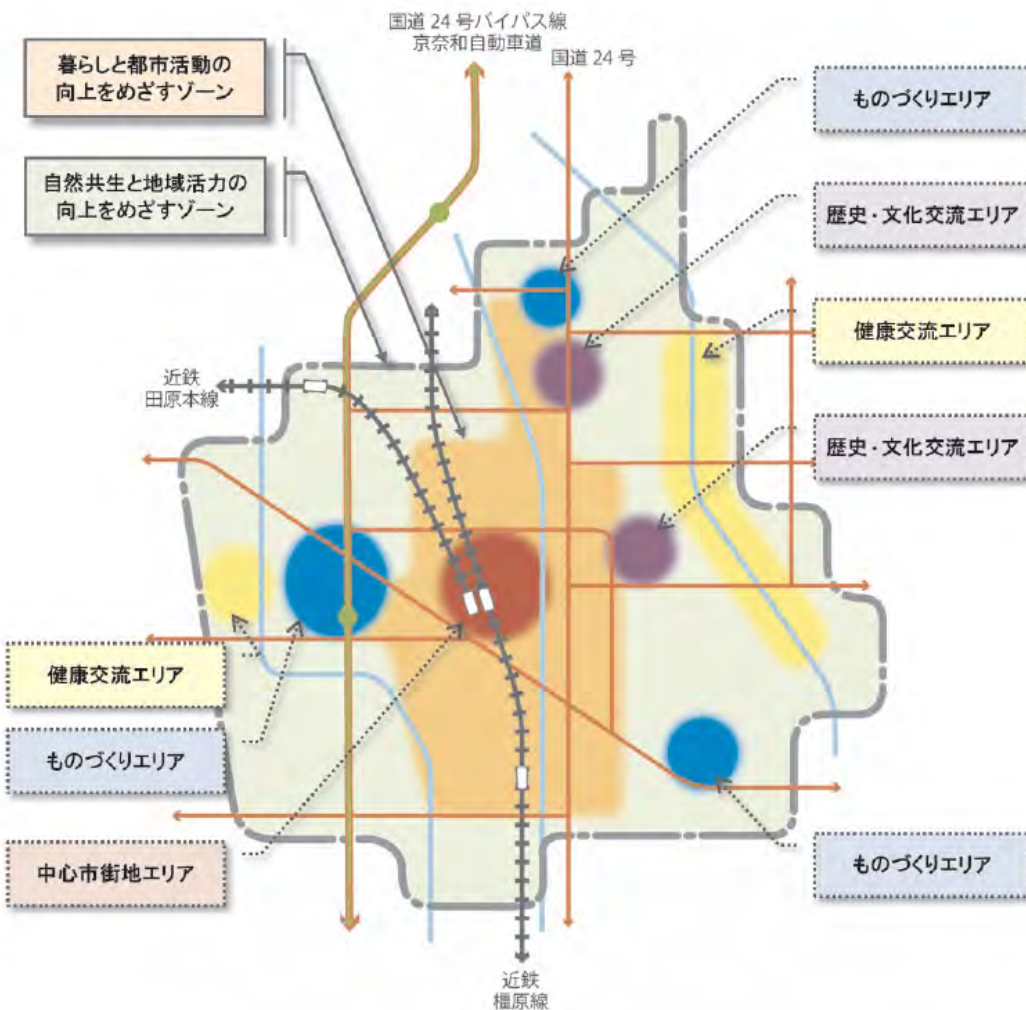 国道24号バイパス線
京奈和自動車道
国道24号
暮らしと都市活動の
向上をめざすゾーン
自然共生と地域活力の
向上をめざすゾーン
ものづくりエリア
歴史・文化交流エリア
健康交流エリア
近鉄
田原本線
歴史・文化交流エリア
健康交流エリア
ものづくりエリア
中心市街地エリア
ものづくりエリア
近鉄
橿原線